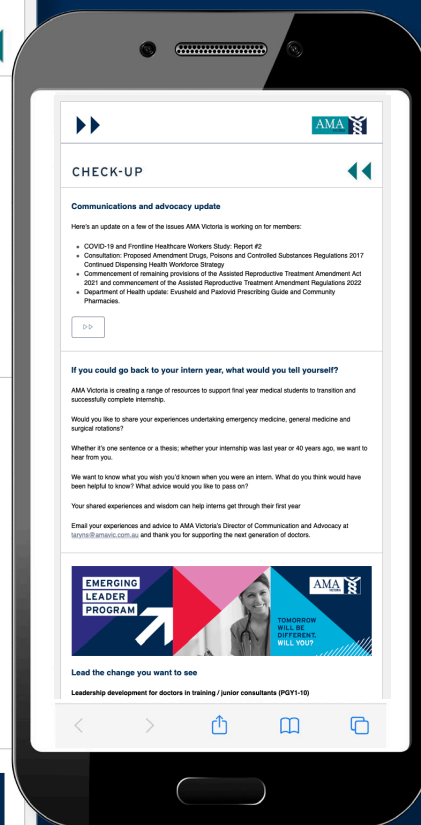 AMA
VICTORIA
CHECK-UP
Communications and advocacy update
Here's an update on a few of the issues AMA Victoria is working on for members:
COVID-19 and Frontline Healthcare Workers Study: Report #2
Consultation: Proposed Amendment Drugs, Poisons and Controlled Substances Regulations 2017
Continued Dispensing Health Workforce Strategy
Commencement of remaining provisions of the Assisted Reproductive Treatment Amendment Act
2021 and commencement of the Assisted Reproductive Treatment Amendment Regulations 2022
Department of Health update: Evusheld and Paxlovid Prescribing Guide and Community
Pharmacies.
If you could go back to your intern year, what would you tell yourself?
AMA Victoria is creating a range of resources to support final year medical students to transition and
successfully complete internship.
Would you like to share your experiences undertaking emergency medicine, general medicine and
surgical rotations?
Whether it's one sentence or a thesis; whether your internship was last year or 40 years ago, we want to
hear from you.
We want to know what you wish you'd known when you were an intern. What do you think would have
been helpful to know? What advice would you like to pass on?
Your shared experiences and wisdom can help interns get through their first year
Email your experiences and advice to AMA Victoria's Director of Communication and Advocacy at
taryns@amavic.com.au and thank you for supporting the next generation of doctors.
EMERGING
LEADER
PROGRAM
AMA
VICTORIA
TOMORROW
WILL BE
DIFFERENT.
WILL YOU?
Lead the change you want to see
Leadership development for doctors in training / junior consultants (PGY1-10)